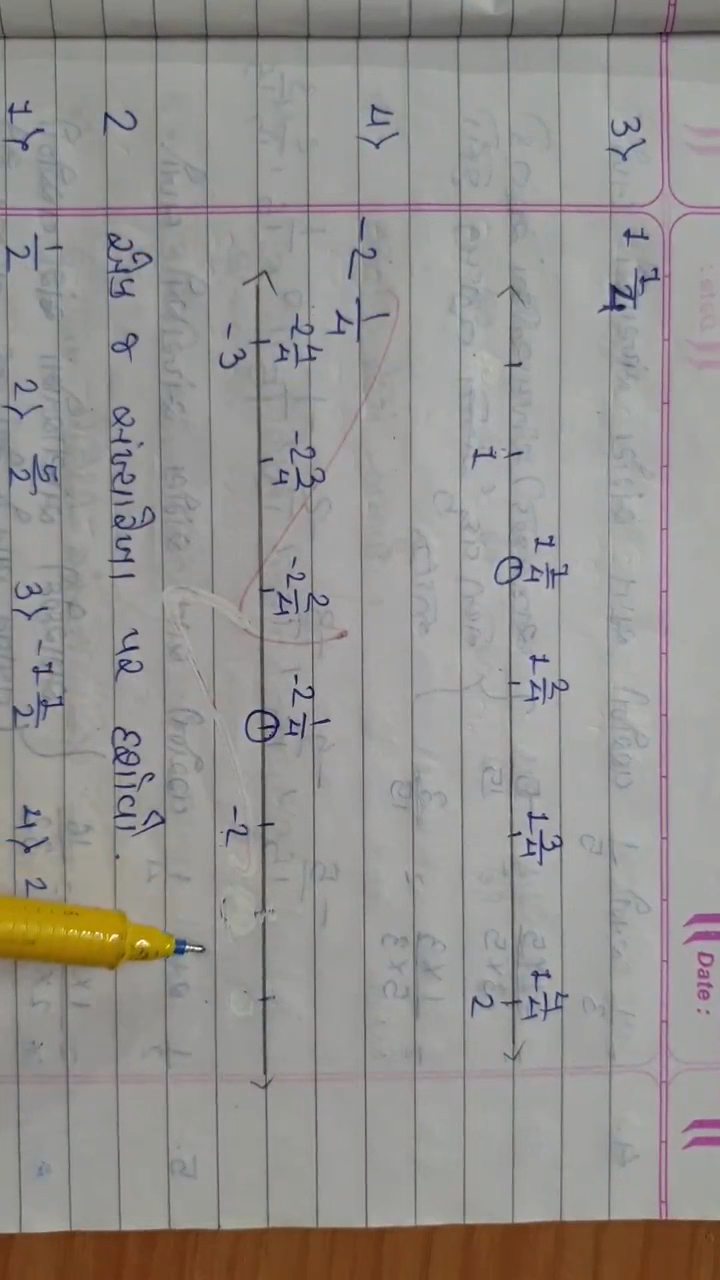 Date :
3) 1 1/4
1 1/4 1 2/4 1 3/4 1 4/4
1 2
4) -2 1/4
-2 4/4 -2 3/4 -2 2/4 -2 1/4
-3 -2
2 એક જ સંખ્યારેખા પર દર્શાવો.
1) 1/2 2) 5/2 3) -1 1/2 4) 2